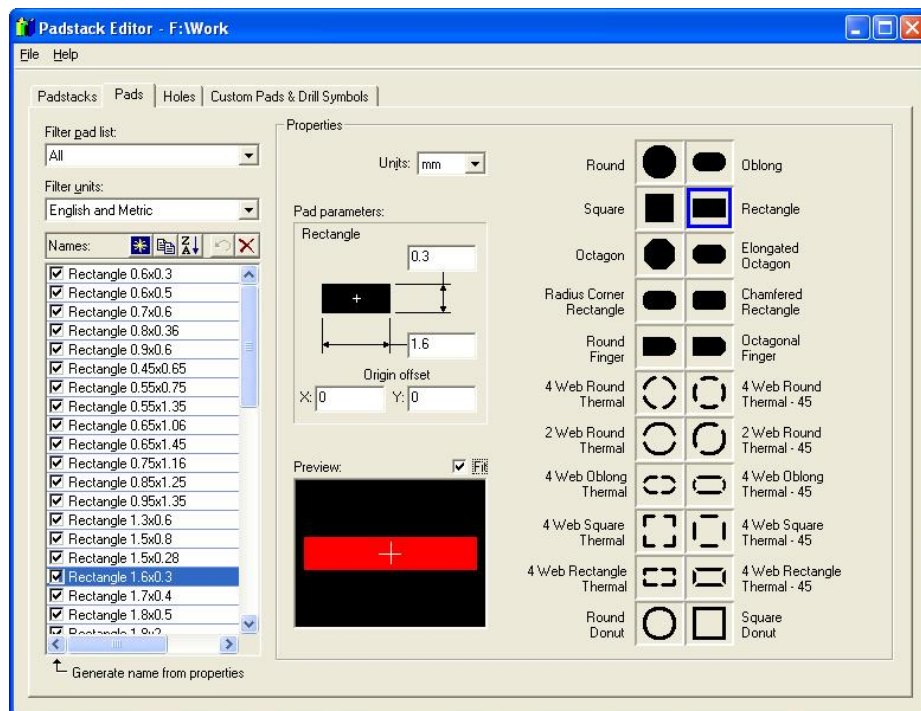 Padstack Editor - F:\Work
File Help
Padstacks Pads Holes Custom Pads & Drill Symbols
Filter pad list:
All
Filter units:
English and Metric
Names:
Rectangle 0.6x0.3
Rectangle 0.6x0.5
Rectangle 0.7x0.6
Rectangle 0.8x0.36
Rectangle 0.9x0.6
Rectangle 0.45x0.65
Rectangle 0.55x0.75
Rectangle 0.55x1.35
Rectangle 0.65x1.06
Rectangle 0.65x1.45
Rectangle 0.75x1.16
Rectangle 0.85x1.25
Rectangle 0.95x1.35
Rectangle 1.3x0.6
Rectangle 1.5x0.8
Rectangle 1.5x0.28
Rectangle 1.6x0.3
Rectangle 1.7x0.4
Rectangle 1.8x0.5
Rectangle 1.8x2
Generate name from properties
Properties
Units: mm
Pad parameters:
Rectangle
0.3
1.6
Origin offset
X: 0 Y: 0
Preview: Fit
Round Oblong
Square Rectangle
Octagon Elongated
Octagon
Radius Corner Chamfered
Rectangle Rectangle
Round Octagonal
Finger Finger
4 Web Round 4 Web Round
Thermal Thermal - 45
2 Web Round 2 Web Round
Thermal Thermal - 45
4 Web Oblong 4 Web Oblong
Thermal Thermal - 45
4 Web Square 4 Web Square
Thermal Thermal - 45
4 Web Rectangle 4 Web Rectangle
Thermal Thermal - 45
Round Square
Donut Donut